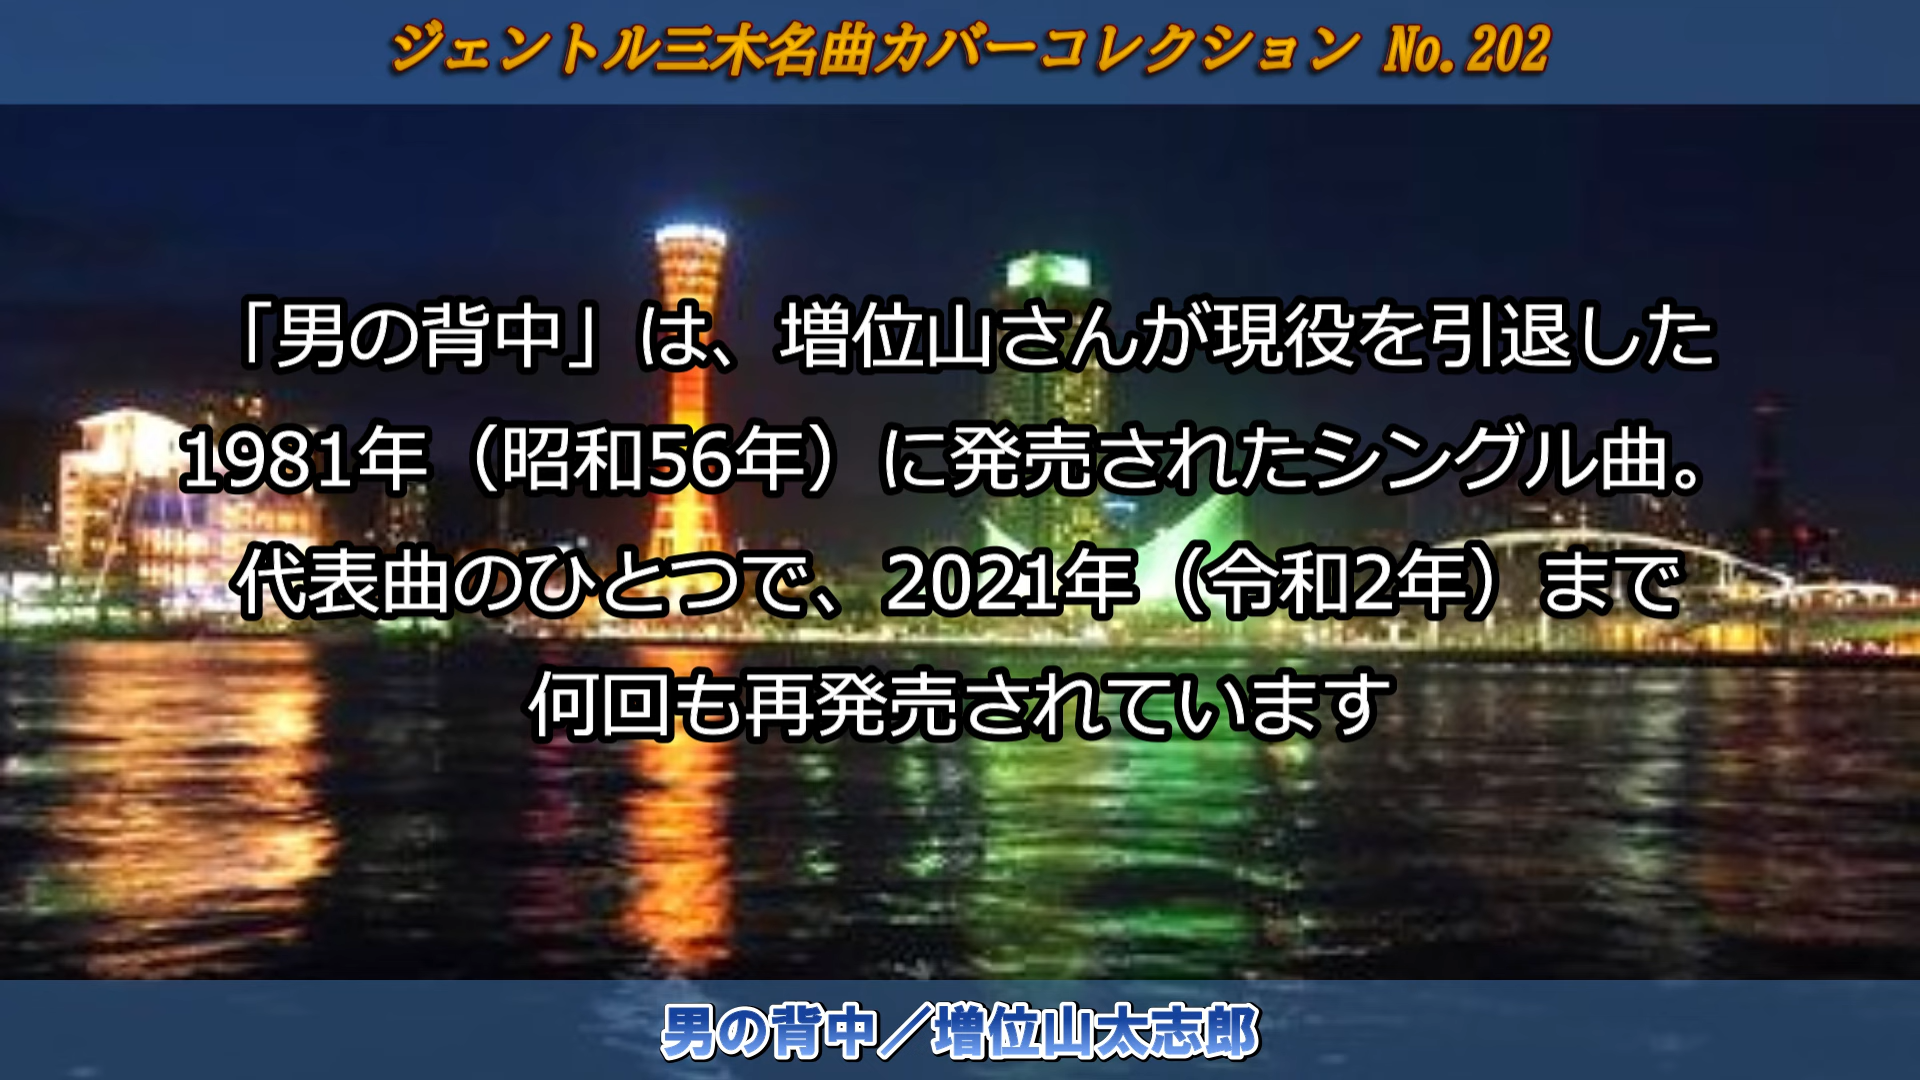 ジェントル三木名曲カバーコレクション No.202
「男の背中」は、増位山さんが現役を引退した
1981年（昭和56年）に発売されたシングル曲。
代表曲のひとつで、2021年（令和2年）まで
何回も再発売されています
男の背中／増位山太志郎